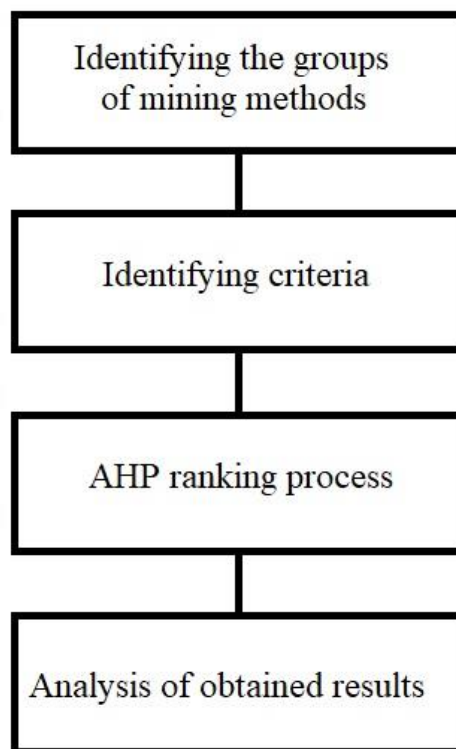 Identifying the groups
of mining methods
Identifying criteria
AHP ranking process
Analysis of obtained results